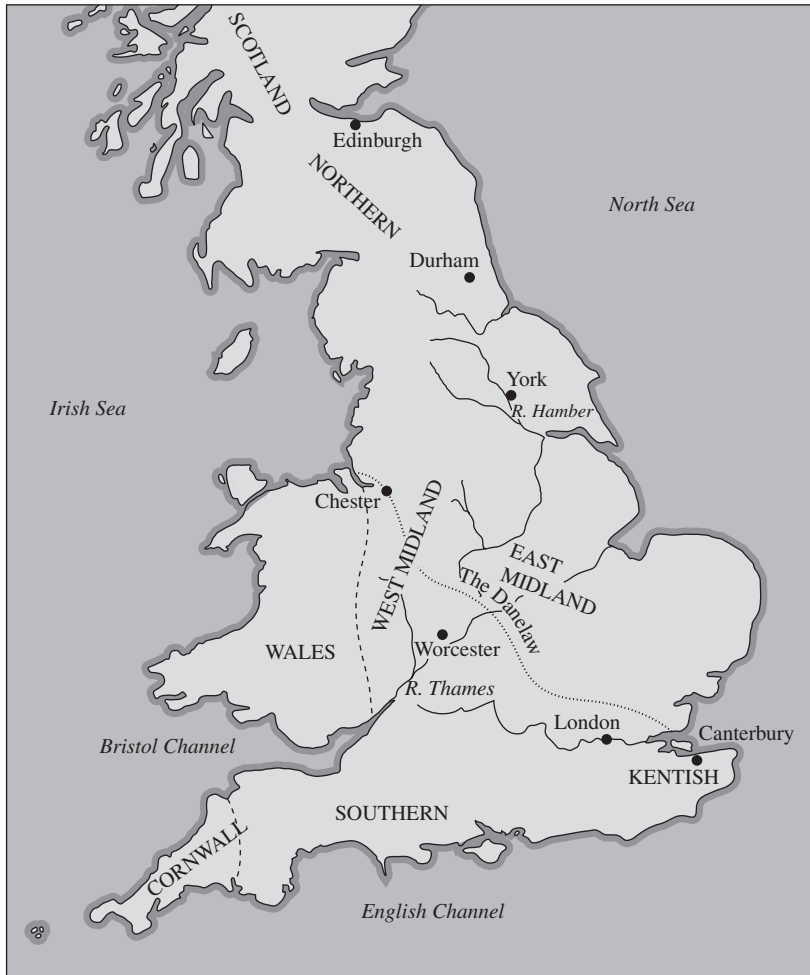 SCOTLAND
Edinburgh
NORTHERN
North Sea
Durham
York
R. Hamber
Irish Sea
Chester
WEST MIDLAND
EAST
MIDLAND
The Danelaw
Worcester
WALES
R. Thames
London
Canterbury
Bristol Channel
KENTISH
SOUTHERN
CORNWALL
English Channel